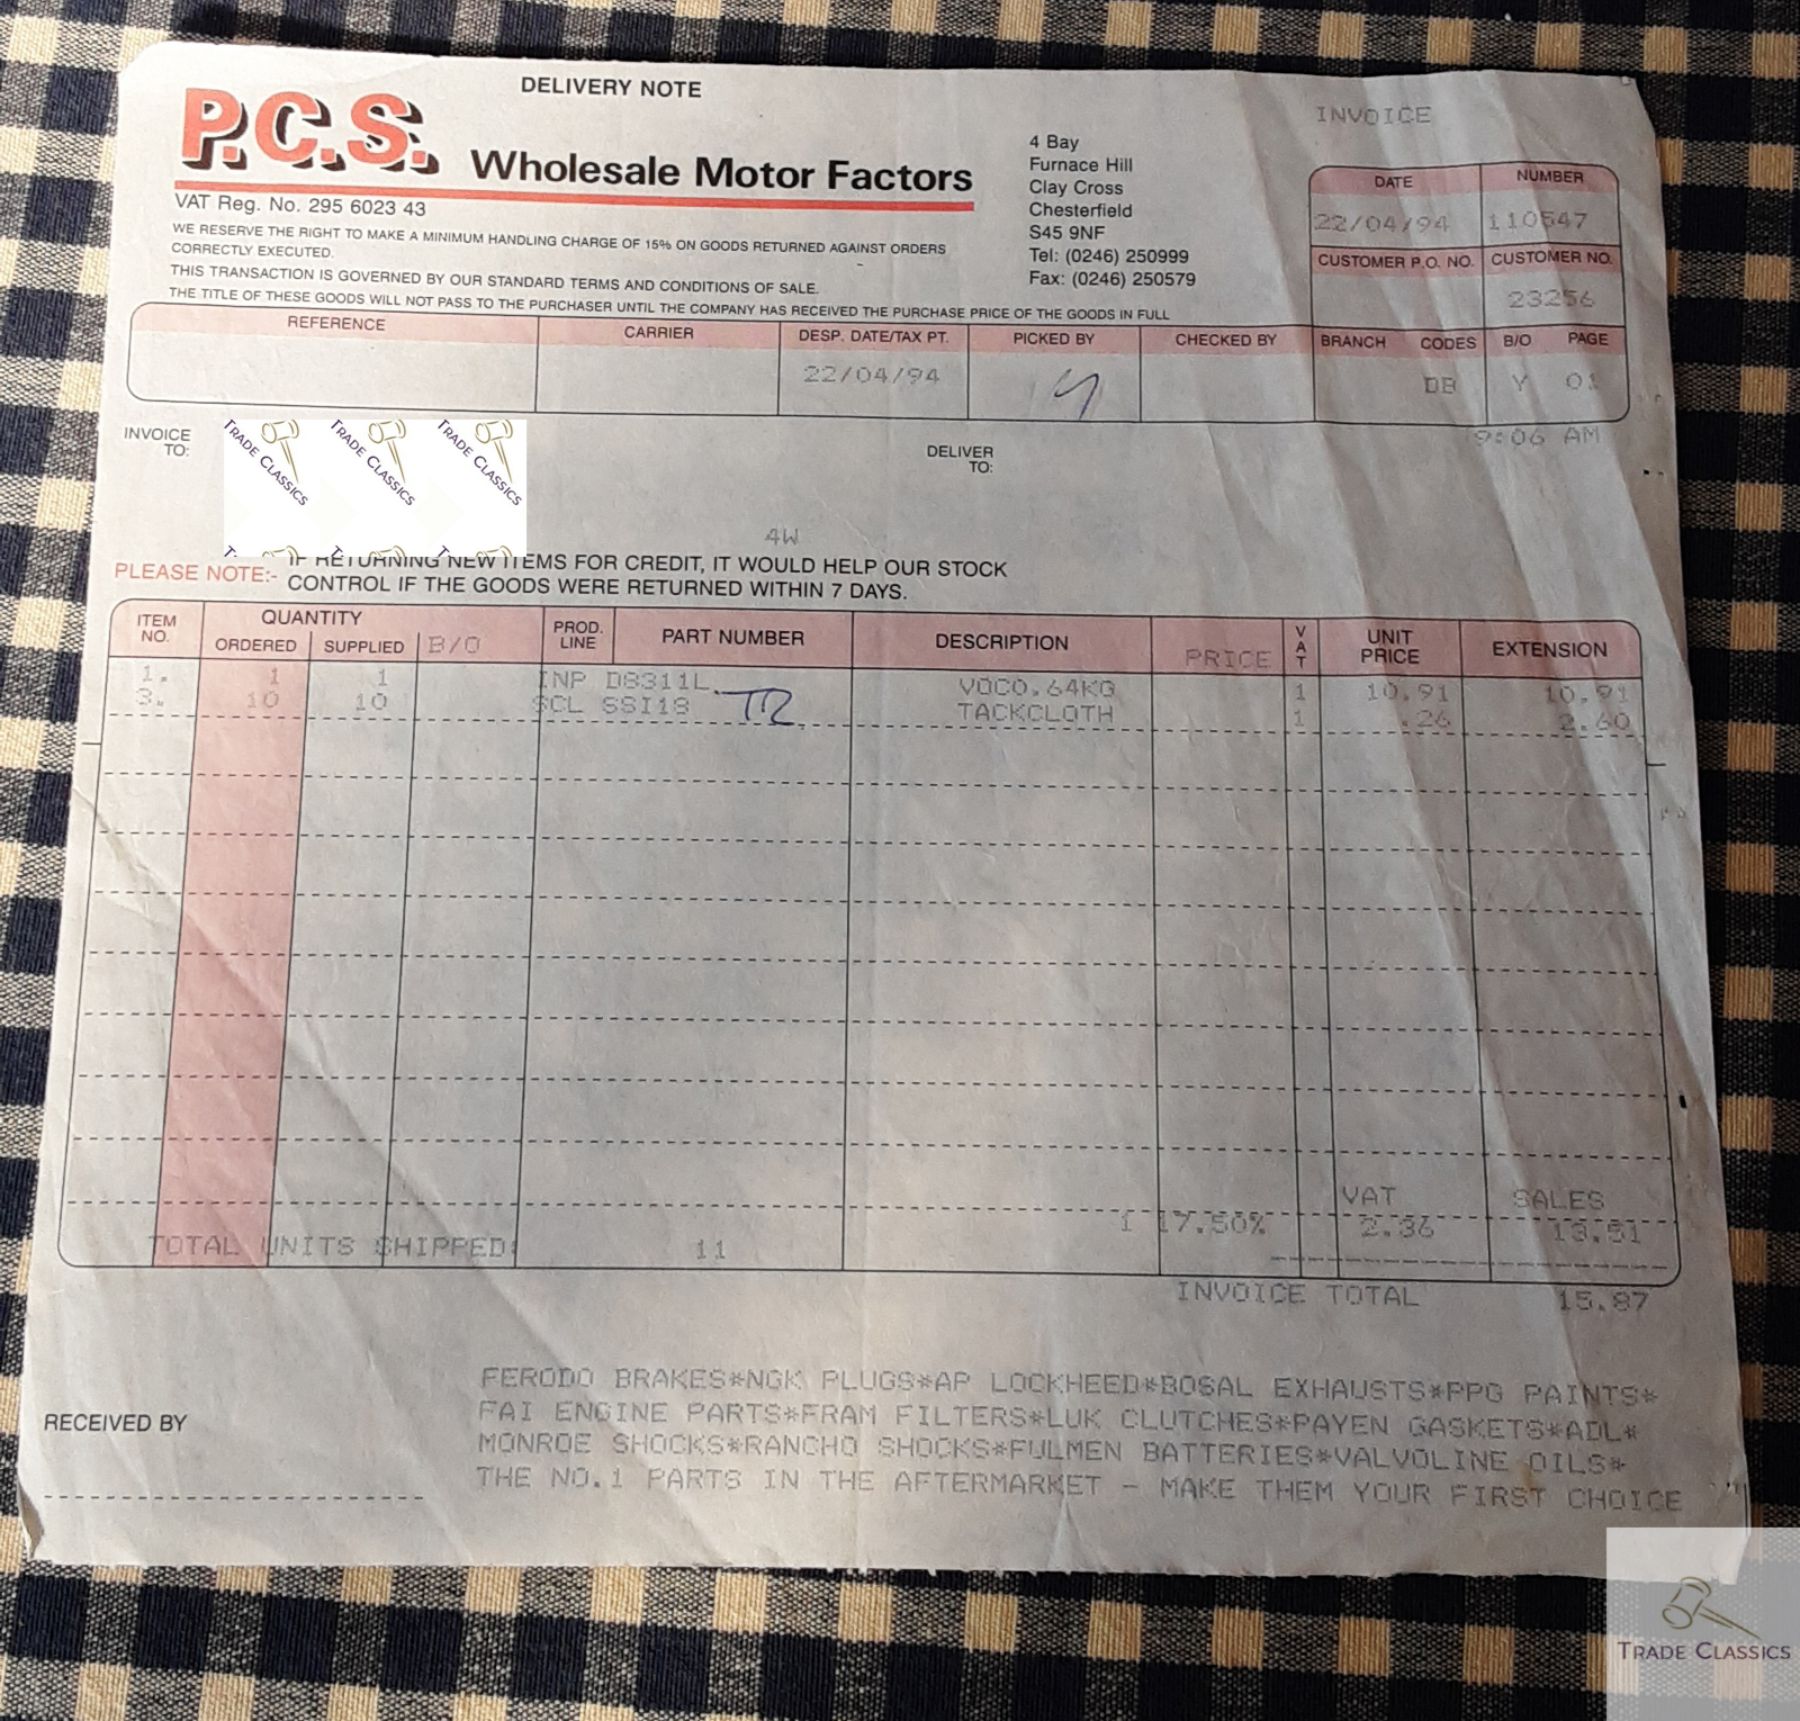 DELIVERY NOTE
INVOICE
P.C.S. Wholesale Motor Factors
VAT Reg. No. 295 6023 43
WE RESERVE THE RIGHT TO MAKE A MINIMUM HANDLING CHARGE OF 15% ON GOODS RETURNED AGAINST ORDERS
CORRECTLY EXECUTED.
THIS TRANSACTION IS GOVERNED BY OUR STANDARD TERMS AND CONDITIONS OF SALE.
THE TITLE OF THESE GOODS WILL NOT PASS TO THE PURCHASER UNTIL THE COMPANY HAS RECEIVED THE PURCHASE PRICE OF THE GOODS IN FULL
4 Bay
Furnace Hill
Clay Cross
Chesterfield
S45 9NF
Tel: (0246) 250999
Fax: (0246) 250579
DATE NUMBER
22/04/94 110547
CUSTOMER P.O. NO. CUSTOMER NO.
23256
REFERENCE CARRIER DESP. DATE/TAX PT. PICKED BY CHECKED BY BRANCH CODES B/O PAGE
22/04/94 DB Y 01
9:06 AM
INVOICE
TO:
DELIVER
TO:
TRADE CLASSICS TRADE CLASSICS TRADE CLASSICS
4W
PLEASE NOTE:- IF RETURNING NEW ITEMS FOR CREDIT, IT WOULD HELP OUR STOCK
CONTROL IF THE GOODS WERE RETURNED WITHIN 7 DAYS.
ITEM NO. QUANTITY ORDERED SUPPLIED B/O PROD. LINE PART NUMBER DESCRIPTION PRICE VAT UNIT PRICE EXTENSION
1. 1 1 INP D8311L VOCO.64KG 1 10.91 10.91
3. 10 10 SCL SSI18 TACKCLOTH 1 .26 2.60
VAT SALES
1 17.50% 2.36 13.51
TOTAL UNITS SHIPPED: 11
INVOICE TOTAL 15.87
RECEIVED BY
FERODO BRAKES*NGK PLUGS*AP LOCKHEED*BOSAL EXHAUSTS*PPG PAINTS*
FAI ENGINE PARTS*FRAM FILTERS*LUK CLUTCHES*PAYEN GASKETS*ADL*
MONROE SHOCKS*RANCHO SHOCKS*FULMEN BATTERIES*VALVOLINE OILS*
THE NO.1 PARTS IN THE AFTERMARKET - MAKE THEM YOUR FIRST CHOICE
TRADE CLASSICS